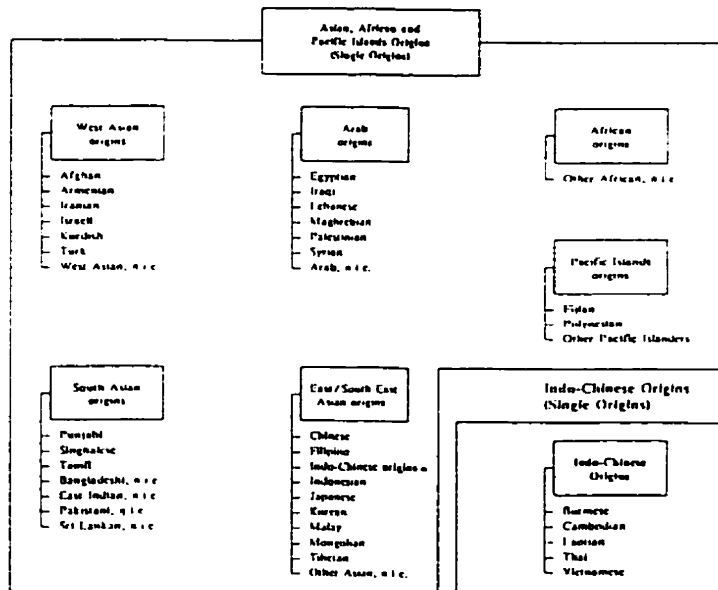 Asian, African and
Pacific Islands Origins
(Single Origins)
West Asian
origins
Afghan
Armenian
Iranian
Israeli
Kurdish
Turk
West Asian, n.i.e.
Arab
origins
Egyptian
Iraqi
Lebanese
Maghrebian
Palestinian
Syrian
Arab, n.i.e.
African
origins
Other African, n.i.e.
Pacific Islands
origins
Fijian
Polynesian
Other Pacific Islanders
South Asian
origins
Punjabi
Singhalese
Tamil
Bangladeshi, n.i.e.
East Indian, n.i.e.
Pakistani, n.i.e.
Sri Lankan, n.i.e.
East/South East
Asian origins
Chinese
Filipino
Indo-Chinese origins
Indonesian
Japanese
Korean
Malay
Mongolian
Tibetan
Other Asian, n.i.e.
Indo-Chinese Origins
(Single Origins)
Indo-Chinese
Origins
Burmese
Cambodian
Laotian
Thai
Vietnamese